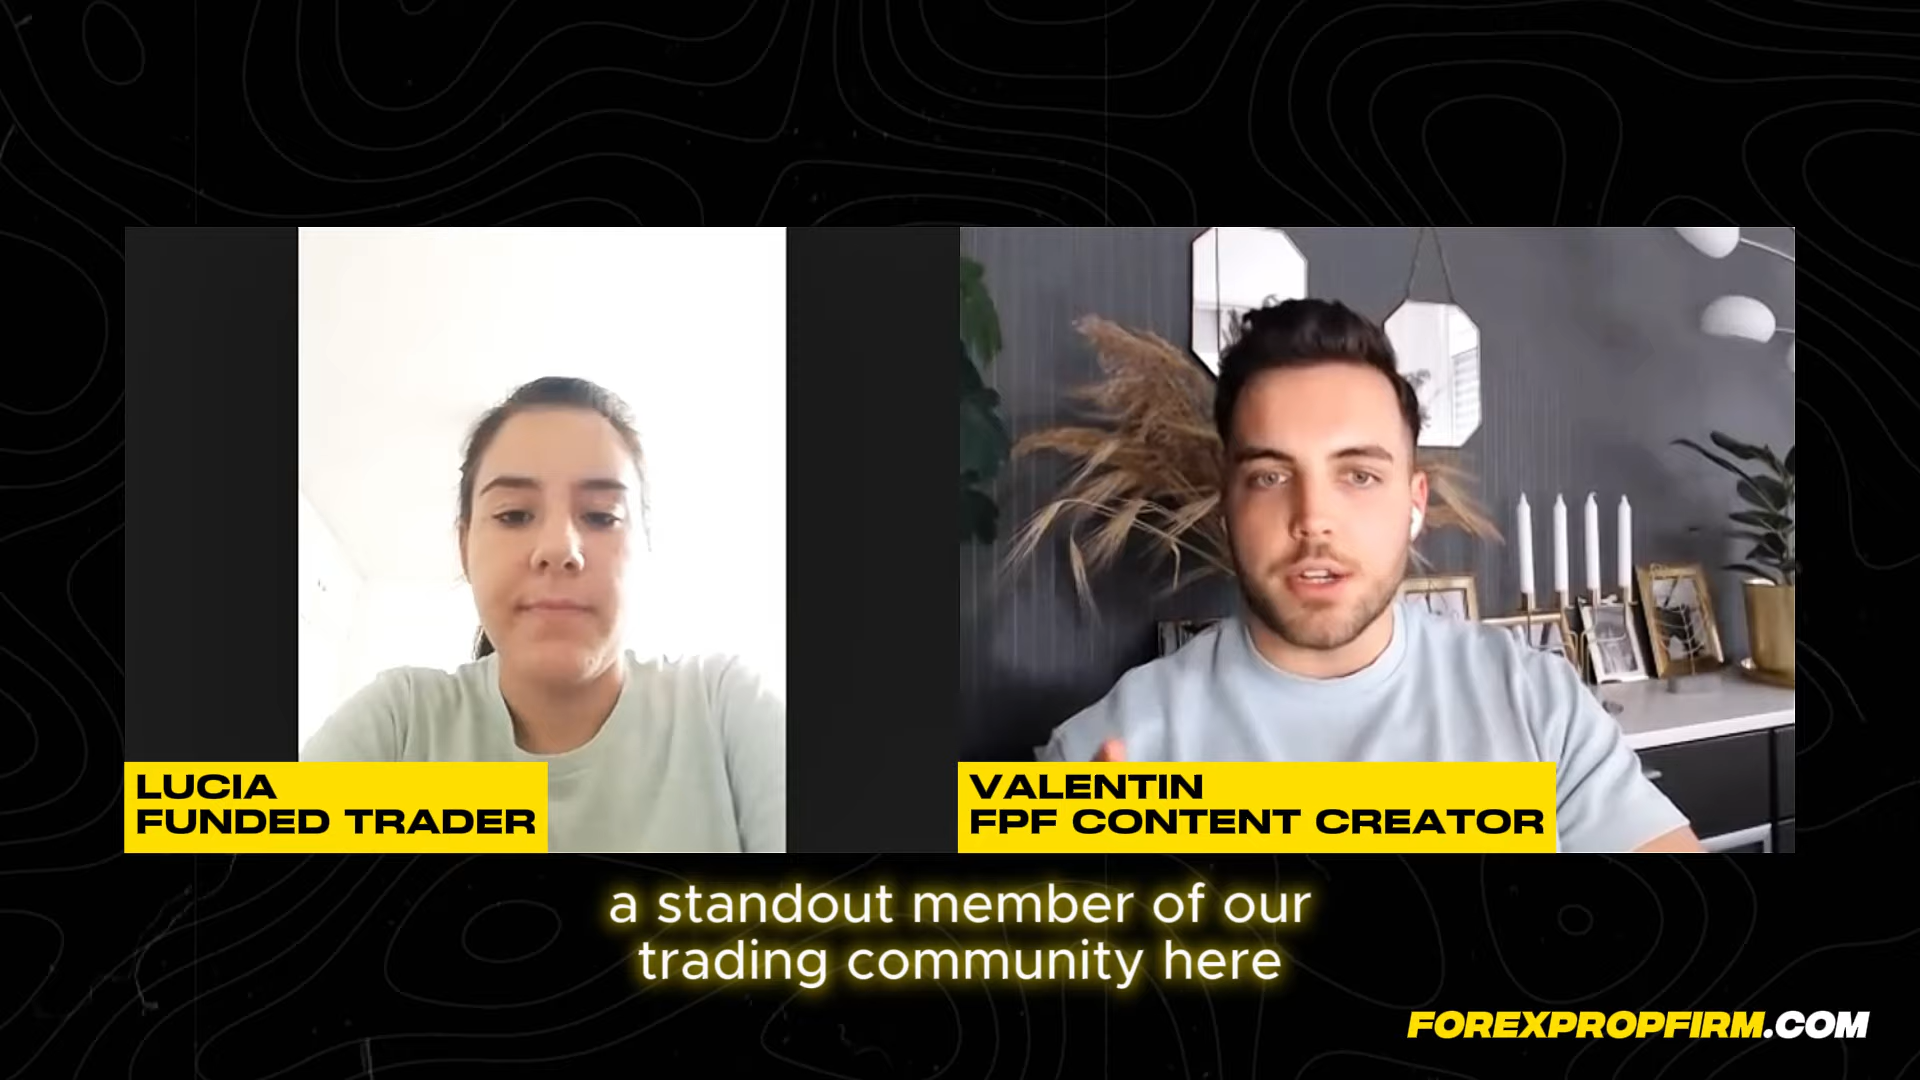 LUCIA
FUNDED TRADER
VALENTIN
FPF CONTENT CREATOR
a standout member of our
trading community here
FOREXPROPFIRM.COM